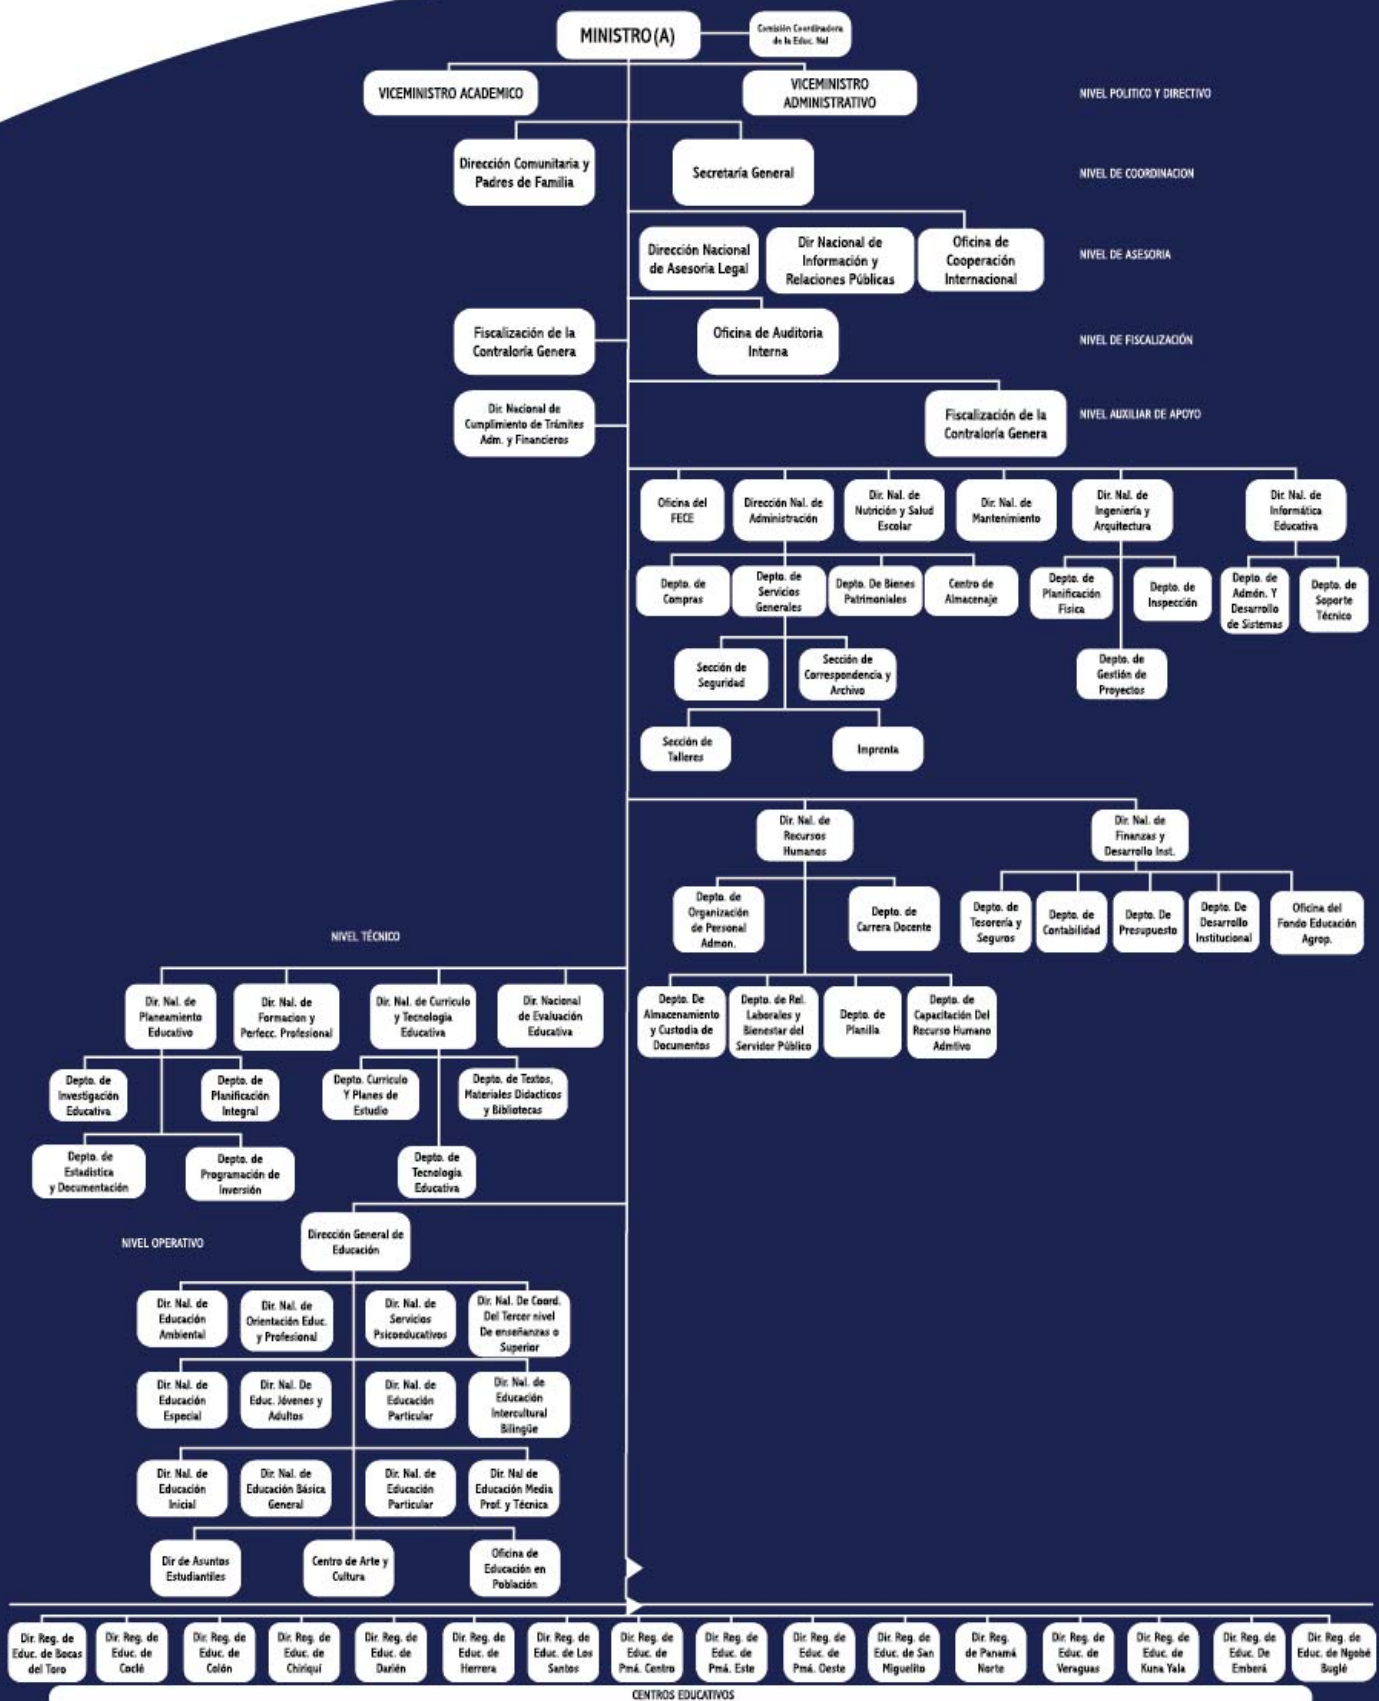 MINISTRO(A)
Comisión Coordinadora
de la Educ. Nal
VICEMINISTRO ACADEMICO
VICEMINISTRO
ADMINISTRATIVO
NIVEL POLITICO Y DIRECTIVO
Dirección Comunitaria y
Padres de Familia
Secretaría General
NIVEL DE COORDINACION
Dirección Nacional
de Asesoria Legal
Dir Nacional de
Información y
Relaciones Públicas
Oficina de
Cooperación
Internacional
NIVEL DE ASESORIA
Fiscalización de la
Contraloría Genera
Oficina de Auditoria
Interna
NIVEL DE FISCALIZACIÓN
Dir. Nacional de
Cumplimiento de Trámites
Adm. y Financieros
Fiscalización de la
Contraloría Genera
NIVEL AUXILIAR DE APOYO
Oficina del
FECE
Dirección Nal. de
Administración
Dir. Nal. de
Nutrición y Salud
Escolar
Dir. Nal. de
Mantenimiento
Dir. Nal. de
Ingeniería y
Arquitectura
Dir. Nal. de
Informática
Educativa
Depto. de
Compras
Depto. de
Servicios
Generales
Depto. De Bienes
Patrimoniales
Centro de
Almacenaje
Depto. de
Planificación
Fisica
Depto. de
Inspección
Depto. de
Admón. Y
Desarrollo
de Sistemas
Depto. de
Soporte
Técnico
Sección de
Seguridad
Sección de
Correspondencia y
Archivo
Depto. de
Gestión de
Proyectos
Sección de
Talleres
Imprenta
Dir. Nal. de
Recursos
Humanos
Dir. Nal. de
Finanzas y
Desarrollo Inst.
Depto. de
Organización
de Personal
Admon.
Depto. de
Carrera Docente
Depto. de
Tesorería y
Seguros
Depto. de
Contabilidad
Depto. De
Presupuesto
Depto. De
Desarrollo
Institucional
Oficina del
Fondo Educación
Agrop.
Depto. De
Almacenamiento
y Custodia de
Documentos
Depto. de Rel.
Laborales y
Bienestar del
Servidor Público
Depto. de
Planilla
Depto. de
Capacitación Del
Recurso Humano
Admtivo
NIVEL TÉCNICO
Dir. Nal. de
Planeamiento
Educativo
Dir. Nal. de
Formacion y
Perfecc. Profesional
Dir. Nal. de Curriculo
y Tecnologia
Educativa
Dir. Nacional
de Evaluación
Educativa
Depto. de
Investigación
Educativa
Depto. de
Planificación
Integral
Depto. Curriculo
Y Planes de
Estudio
Depto. de Textos,
Materiales Didacticos
y Bibliotecas
Depto. de
Estadistica
y Documentación
Depto. de
Programación de
Inversión
Depto. de
Tecnologia
Educativa
NIVEL OPERATIVO
Dirección General de
Educación
Dir. Nal. de
Educación
Ambiental
Dir. Nal. de
Orientación Educ.
y Profesional
Dir. Nal. de
Servicios
Psicoeducativos
Dir. Nal. De Coord.
Del Tercer nivel
De enseñanzas o
Superior
Dir. Nal. de
Educación
Especial
Dir. Nal. De
Educ. Jóvenes y
Adultos
Dir. Nal. de
Educación
Particular
Dir. Nal. de
Educación
Intercultural
Bilingüe
Dir. Nal. de
Educación
Inicial
Dir. Nal. de
Educación Básica
General
Dir. Nal. de
Educación
Particular
Dir. Nal de
Educación Media
Prof. y Técnica
Dir de Asuntos
Estudiantiles
Centro de Arte y
Cultura
Oficina de
Educación en
Población
Dir. Reg. de
Educ. de Bocas
del Toro
Dir. Reg. de
Educ. de
Coclé
Dir. Reg. de
Educ. de
Colón
Dir. Reg. de
Educ. de
Chiriquí
Dir. Reg. de
Educ. de
Darién
Dir. Reg. de
Educ. de
Herrera
Dir. Reg. de
Educ. de Los
Santos
Dir. Reg. de
Educ. de
Pmá. Centro
Dir. Reg. de
Educ. de
Pmá. Este
Dir. Reg. de
Educ. de
Pmá. Oeste
Dir. Reg. de
Educ. de San
Miguelito
Dir. Reg.
de Panamá
Norte
Dir. Reg. de
Educ. de
Veraguas
Dir. Reg. de
Educ. de
Kuna Yala
Dir. Reg. de
Educ. De
Emberá
Dir. Reg. de
Educ. de Ngobé
Buglé
CENTROS EDUCATIVOS